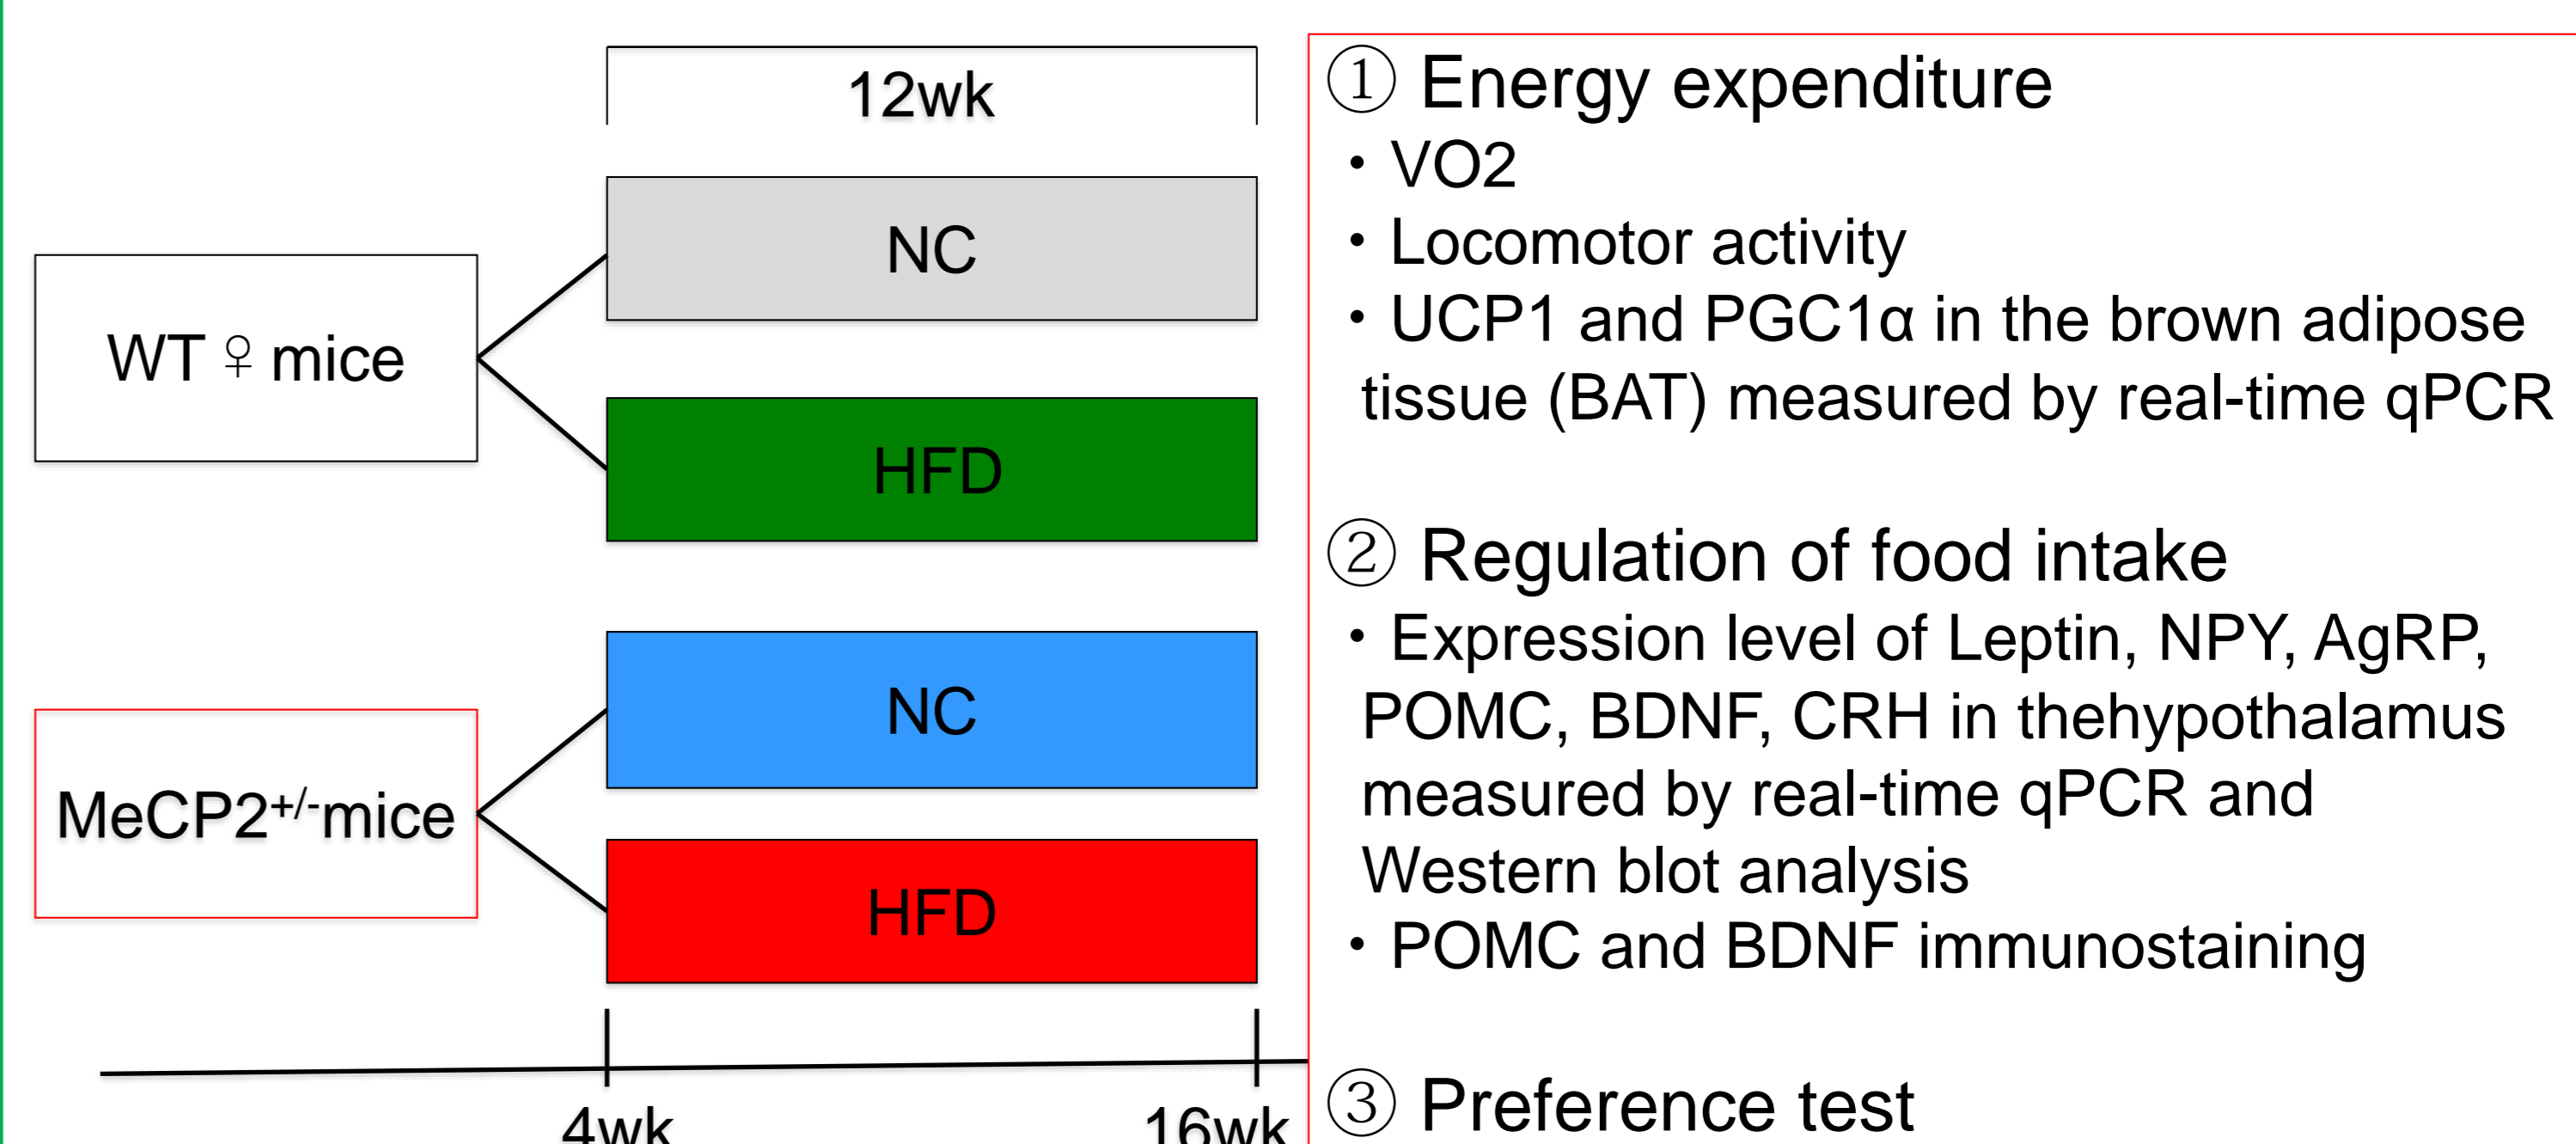 12wk
NC
WT ♀ mice
HFD
NC
MeCP2+/-mice
HFD
4wk
16wk
① Energy expenditure
・VO2
・Locomotor activity
・UCP1 and PGC1α in the brown adipose
tissue (BAT) measured by real-time qPCR
② Regulation of food intake
・Expression level of Leptin, NPY, AgRP,
POMC, BDNF, CRH in thehypothalamus
measured by real-time qPCR and
Western blot analysis
・POMC and BDNF immunostaining
③ Preference test